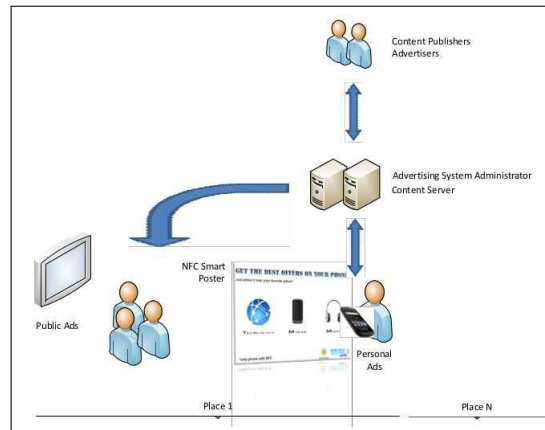 Content Publishers
Advertisers
Advertising System Administrator
Content Server
NFC Smart
Poster
GET THE BEST OFFERS ON YOUR PHON
Public Ads
Personal
Ads
Place 1
Place N